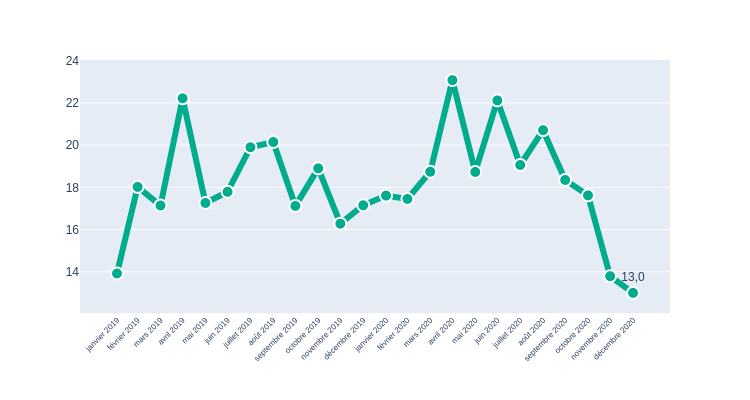 24
22
20
18
16
14
13,0
janvier 2019
février 2019
mars 2019
avril 2019
mai 2019
juin 2019
juillet 2019
août 2019
septembre 2019
octobre 2019
novembre 2019
décembre 2019
janvier 2020
février 2020
mars 2020
avril 2020
mai 2020
juin 2020
juillet 2020
août 2020
septembre 2020
octobre 2020
novembre 2020
décembre 2020